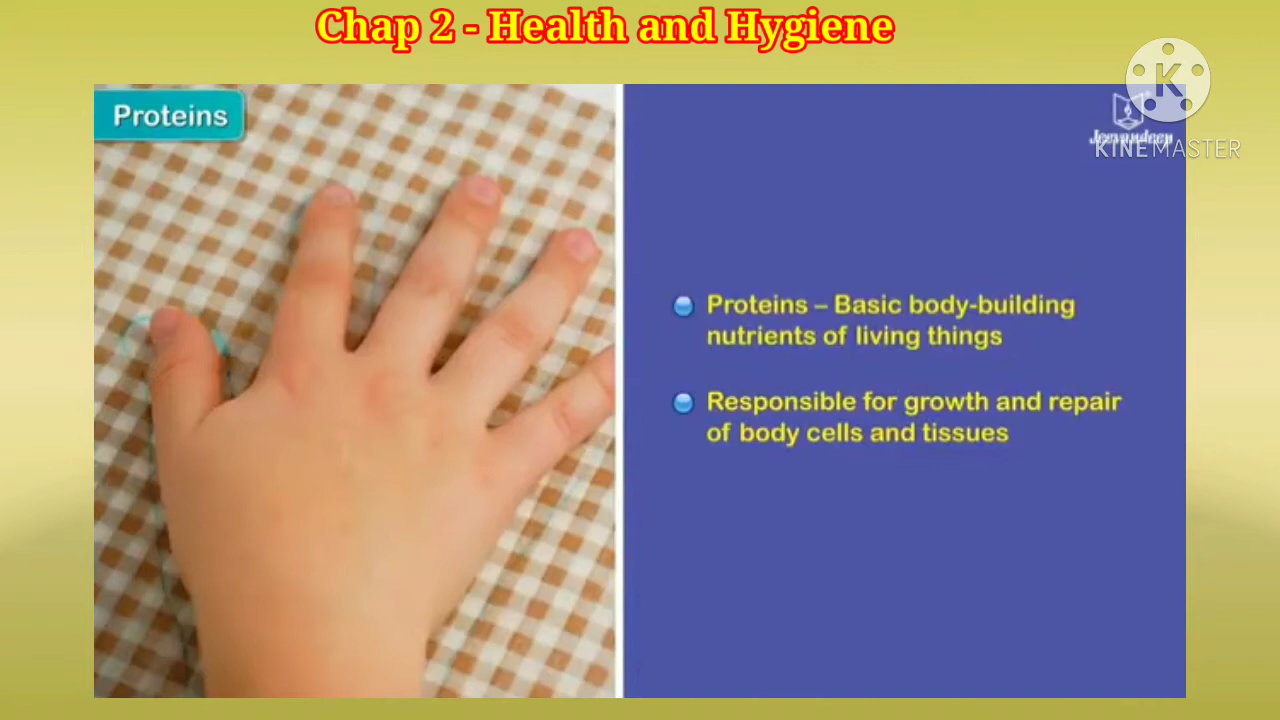 Chap 2 - Health and Hygiene
Proteins
K
Jeevandeep
KINEMASTER
Proteins – Basic body-building
nutrients of living things
Responsible for growth and repair
of body cells and tissues